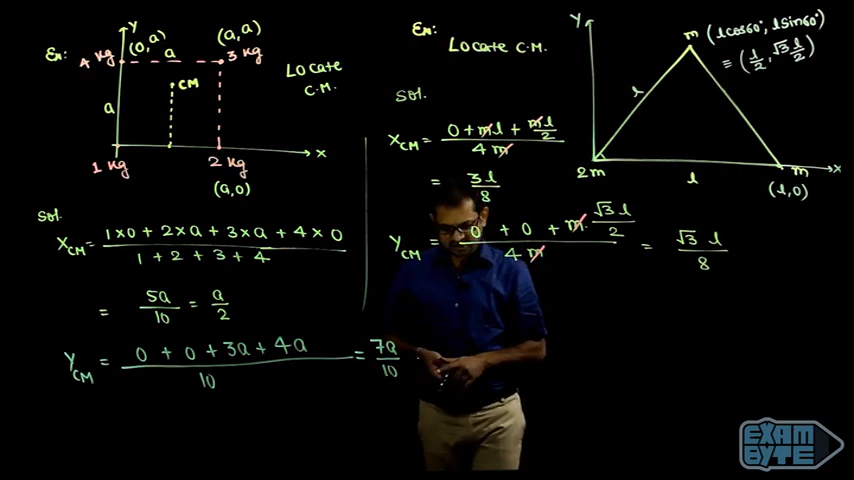 Ex:
Y
(0,a)
(a,a)
4 kg
a
3 kg
CM
Locate
C.M.
a
X
1 kg
2 kg
(a,0)
Sol.
X_CM = (1×0 + 2×a + 3×a + 4×0) / (1 + 2 + 3 + 4)
= 5a/10 = a/2
Y_CM = (0 + 0 + 3a + 4a) / 10 = 7a/10
Ex:
Locate C.M.
Y
m (lcos60°, lsin60°)
≡ (l/2, √3 l/2)
l
2m
l
m
X
(l,0)
Sol.
X_CM = (0 + ml + ml/2) / 4m
= 3l/8
Y_CM = (0 + 0 + m·√3 l/2) / 4m = √3 l/8
EXAM
BYTE